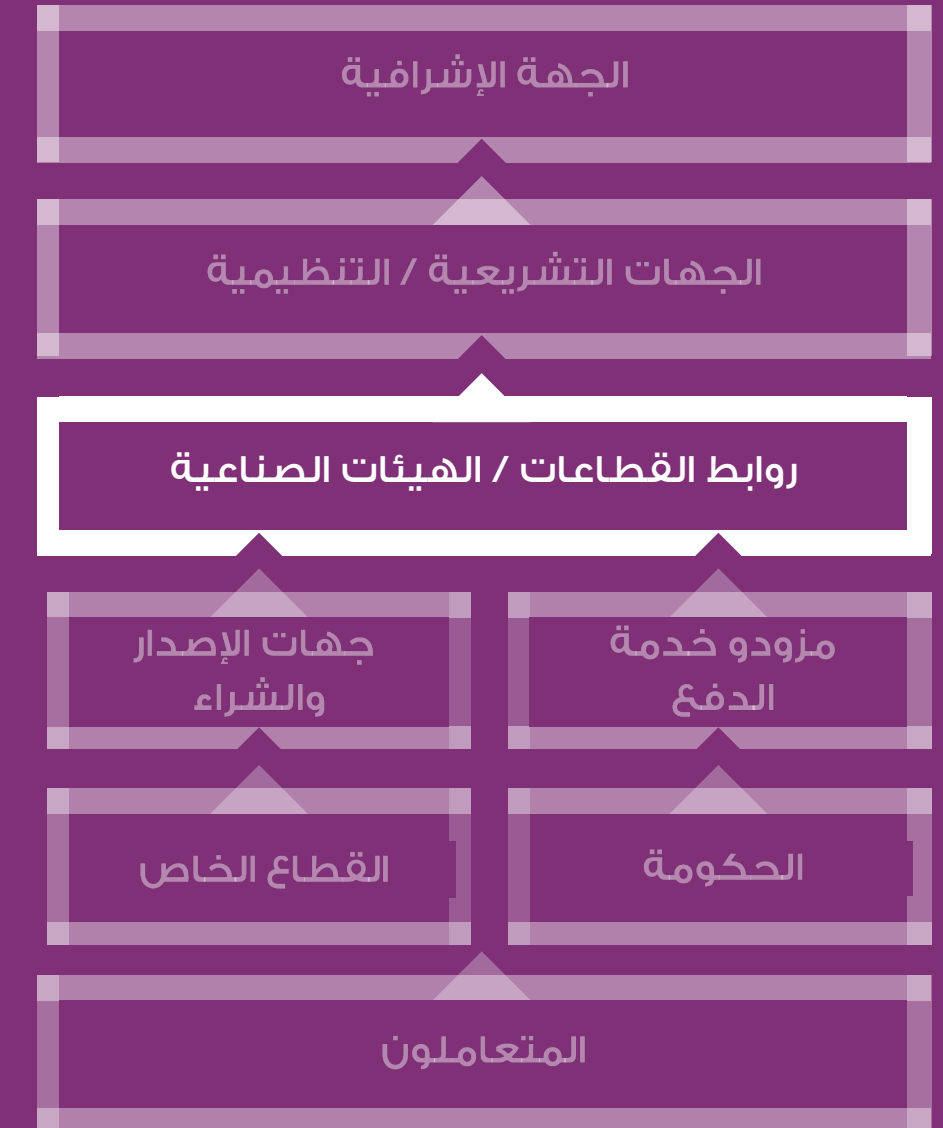 الجهة الإشرافية
الجهات التشريعية / التنظيمية
روابط القطاعات / الهيئات الصناعية
مزودو خدمة
الدفع
جهات الإصدار
والشراء
الحكومة
القطاع الخاص
المتعاملون